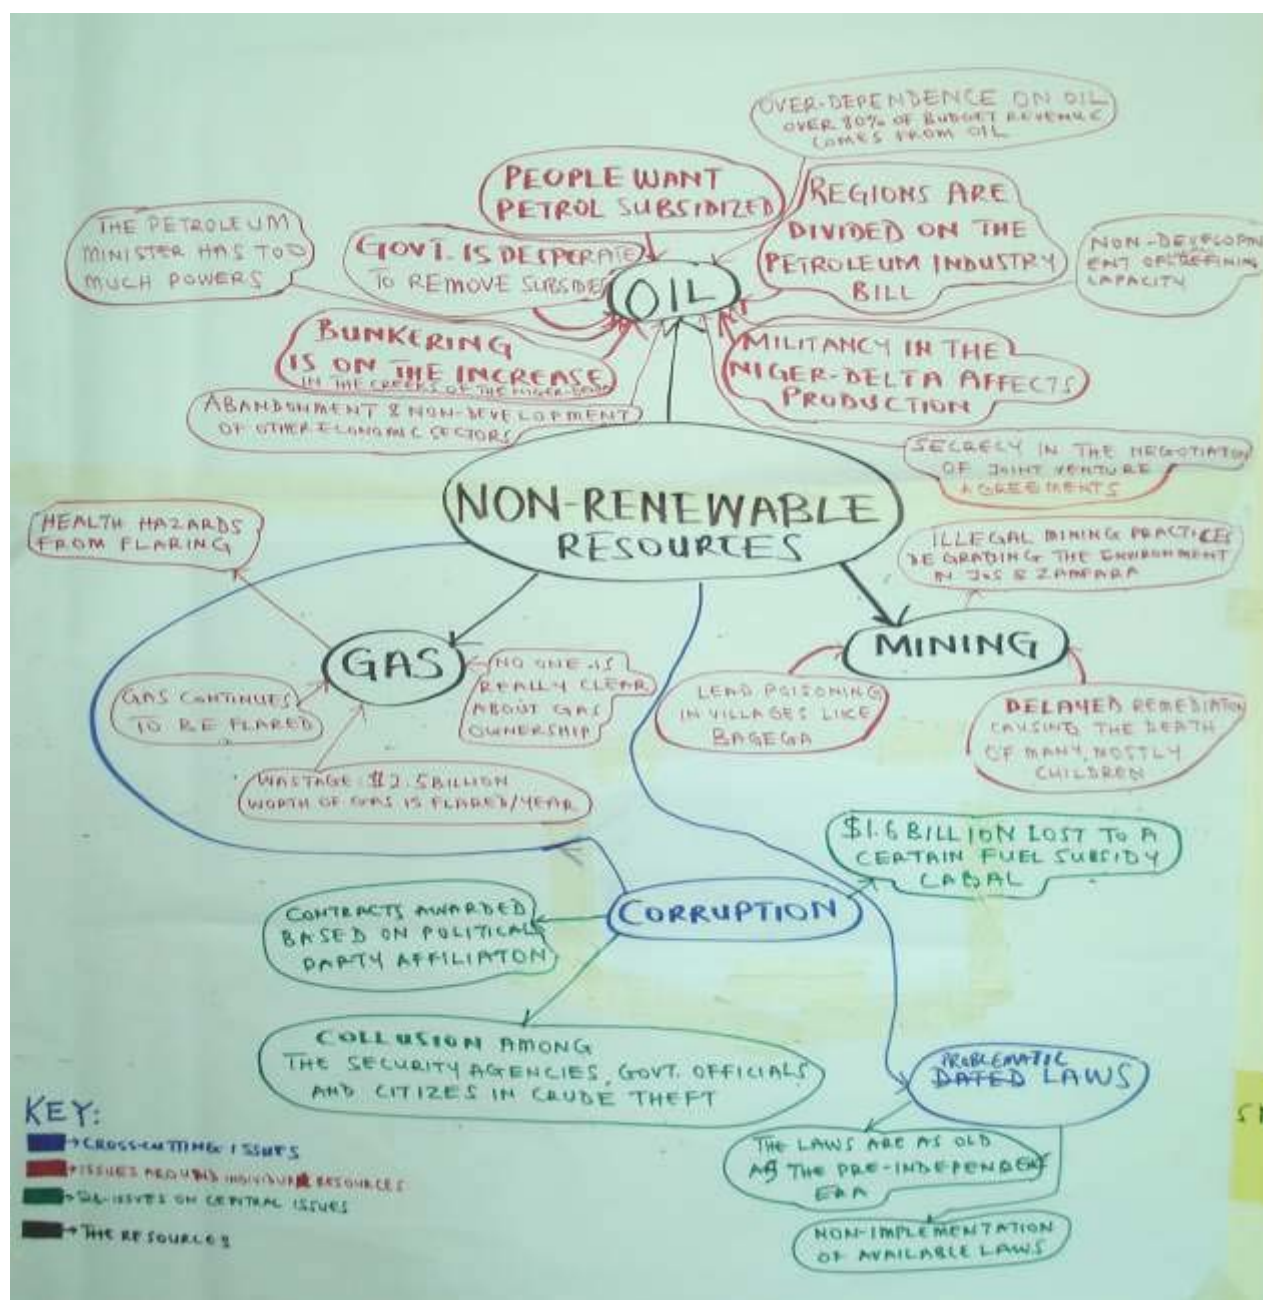 OVER-DEPENDENCE ON OIL
OVER 80% OF BUDGET REVENUE
COMES FROM OIL
PEOPLE WANT
PETROL SUBSIDIZED
REGIONS ARE
DIVIDED ON THE
PETROLEUM INDUSTRY
BILL
THE PETROLEUM
MINISTER HAS TOO
MUCH POWERS
GOVT. IS DESPERATE
TO REMOVE
OIL
NON-DEVELOPM
ENT OF REFINING
CAPACITY
BUNKERING
IS ON THE INCREASE
IN THE CREEKS OF THE NIGER-DELTA
MILITANCY IN THE
NIGER-DELTA AFFECTS
PRODUCTION
ABANDONMENT & NON-DEVELOPMENT
OF OTHER ECONOMIC SECTORS
SECRECY IN THE
OF JOINT VENTURE
AGREEMENTS
NON-RENEWABLE
RESOURCES
HEALTH HAZARDS
FROM FLARING
ILLEGAL MINING PRACTICES
DEGRADING THE ENVIRONMENT
IN JOS & ZAMFARA
GAS
MINING
NO ONE IS
REALLY CLEAR
ABOUT GAS
OWNERSHIP
GAS CONTINUES
TO BE FLARED
LEAD POISONING
IN VILLAGES LIKE
BAGEGA
DELAYED REMEDIATION
CAUSING THE DEATH
OF MANY, MOSTLY
CHILDREN
WASTAGE: $2.5 BILLION
WORTH OF GAS IS FLARED/YEAR
$1.6 BILLION LOST TO A
CERTAIN FUEL SUBSIDY
CABAL
CORRUPTION
CONTRACTS AWARDED
BASED ON POLITICAL
PARTY AFFILIATON
COLLUSION AMONG
THE SECURITY AGENCIES, GOVT. OFFICIALS
AND CITIZES IN CRUDE THEFT
PROBLEMATIC
DATED LAWS
THE LAWS ARE AS OLD
AS THE PRE-INDEPENDENCE
ERA
NON-IMPLEMENTATION
OF AVAILABLE LAWS
KEY:
CROSS-CUTTING ISSUES
ISSUES AROUND INDIVIDUAL RESOURCES
ISSUES ON CENTRAL ISSUES
THE RESOURCES